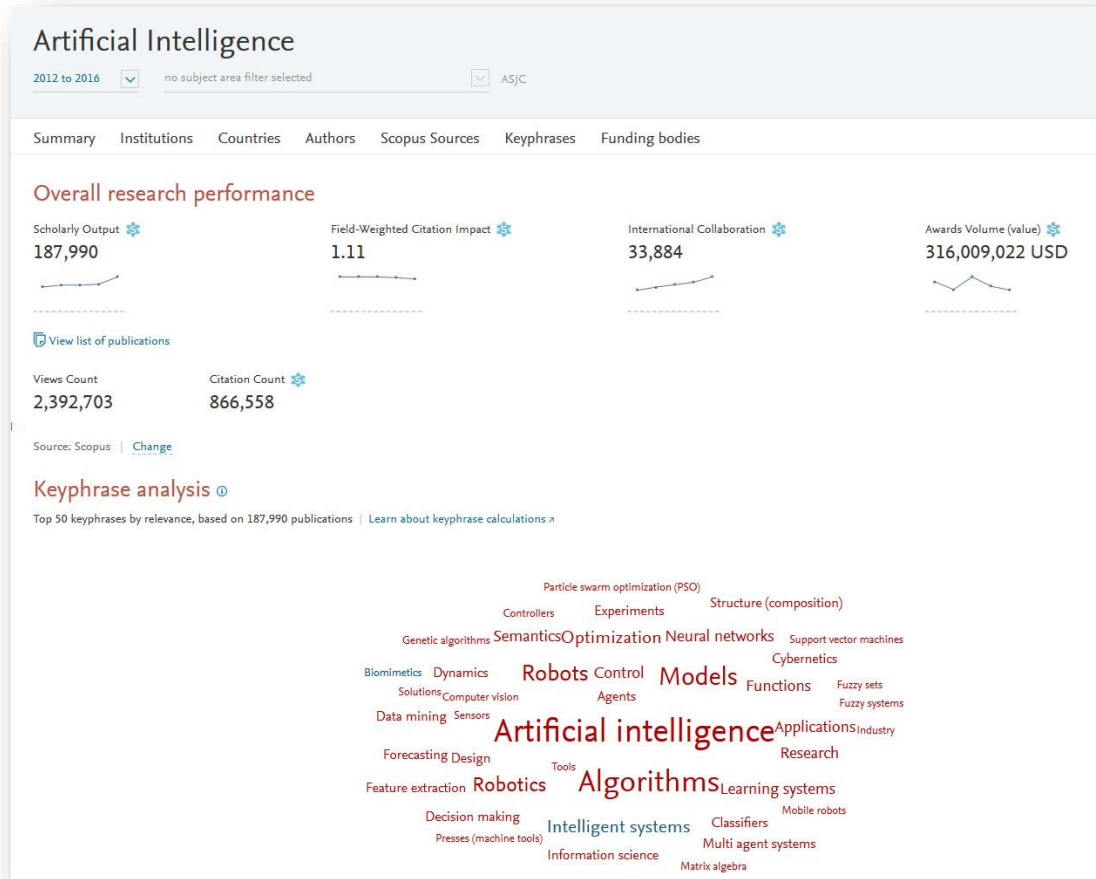 Artificial Intelligence
2012 to 2016 no subject area filter selected ASJC
Summary Institutions Countries Authors Scopus Sources Keyphrases Funding bodies
Overall research performance
Scholarly Output Field-Weighted Citation Impact International Collaboration Awards Volume (value)
187,990 1.11 33,884 316,009,022 USD
View list of publications
Views Count Citation Count
2,392,703 866,558
Source: Scopus | Change
Keyphrase analysis
Top 50 keyphrases by relevance, based on 187,990 publications | Learn about keyphrase calculations
Particle swarm optimization (PSO)
Controllers Experiments Structure (composition)
Genetic algorithms Semantics Optimization Neural networks Support vector machines
Cybernetics
Biomimetics Dynamics Robots Control Models Functions Fuzzy sets
Solutions Computer vision Agents Fuzzy systems
Data mining Sensors Artificial intelligence Applications Industry
Forecasting Design Research
Tools
Feature extraction Robotics Algorithms Learning systems
Mobile robots
Decision making Intelligent systems Classifiers
Presses (machine tools) Multi agent systems
Information science
Matrix algebra